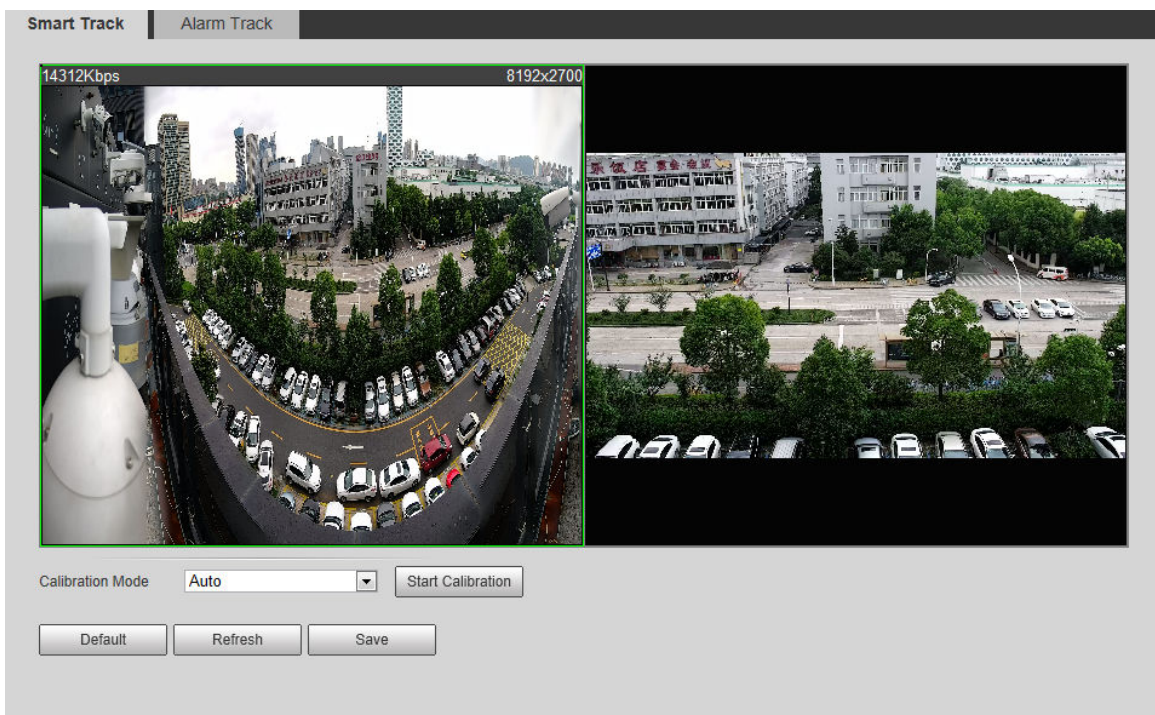 Smart Track
Alarm Track
14312Kbps
8192x2700
Calibration Mode
Auto
Start Calibration
Default
Refresh
Save